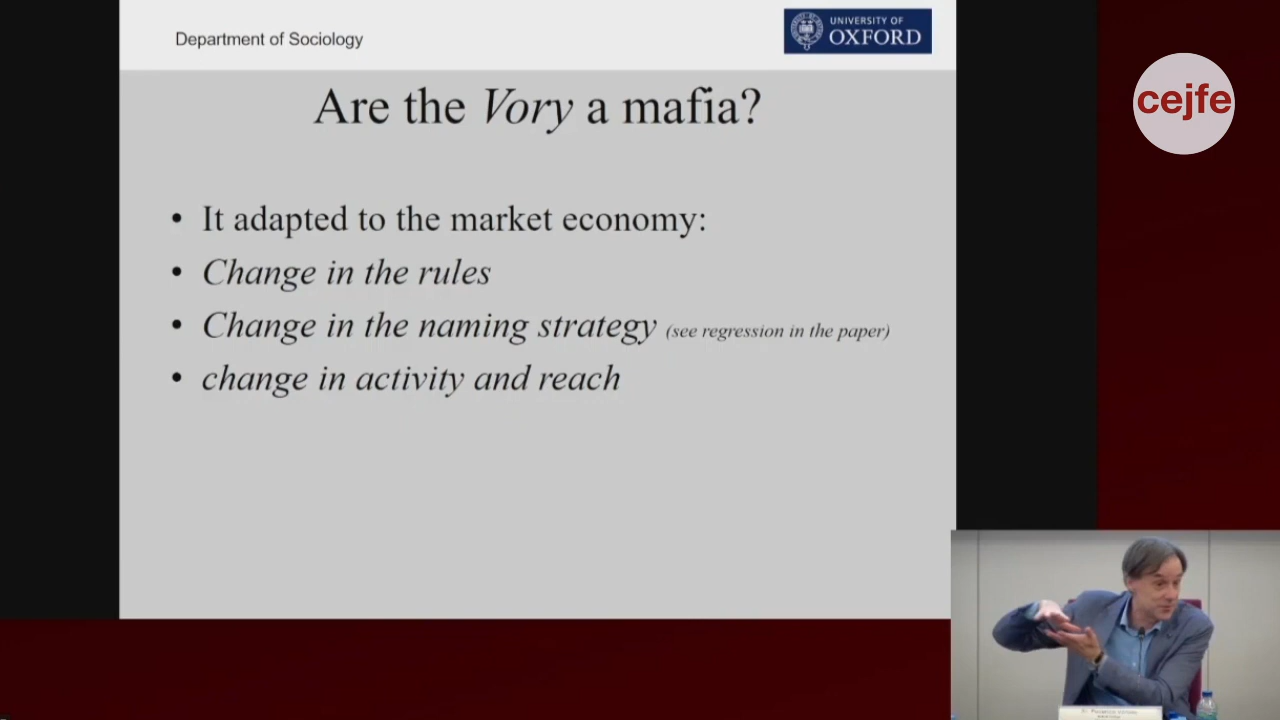 Department of Sociology
UNIVERSITY OF
OXFORD
cejfe
Are the Vory a mafia?
• It adapted to the market economy:
• Change in the rules
• Change in the naming strategy (see regression in the paper)
• change in activity and reach